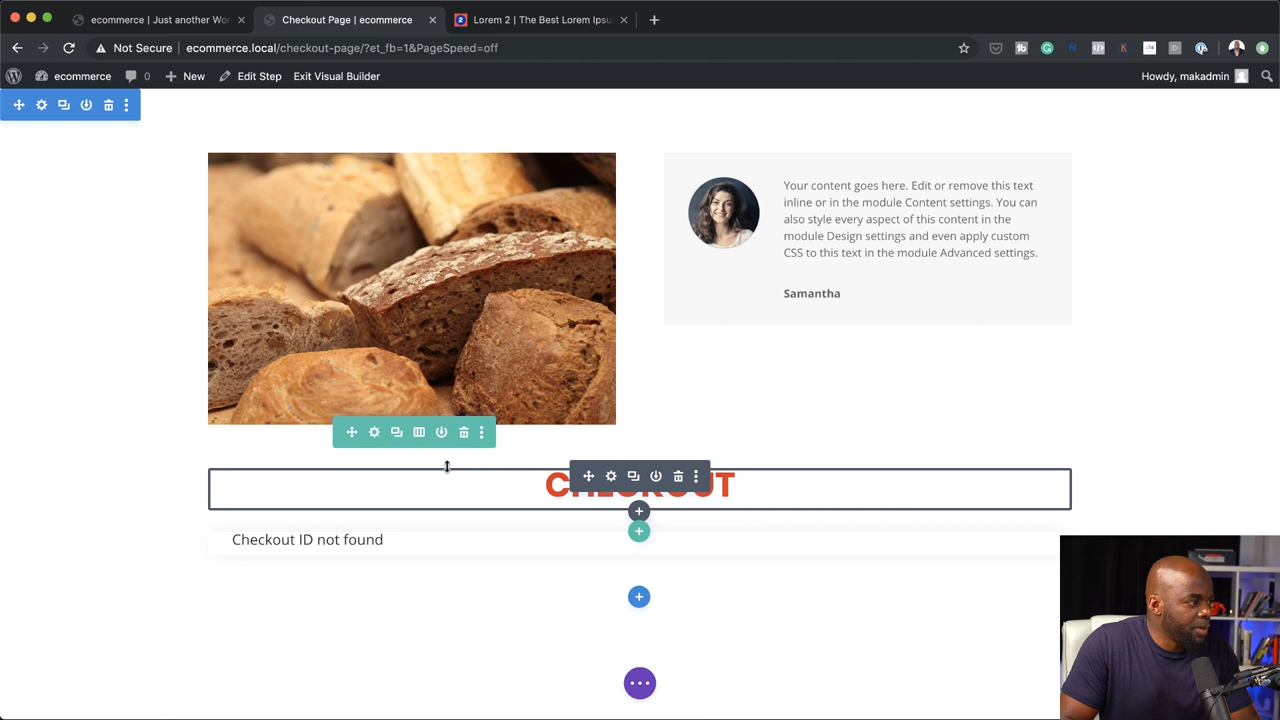 ecommerce | Just another Wor
Checkout Page | ecommerce
2
Lorem 2 | The Best Lorem Ipsu
Not Secure
ecommerce.local/checkout-page/?et_fb=1&PageSpeed=off
ecommerce
0
New
Edit Step
Exit Visual Builder
Howdy, makadmin
Your content goes here. Edit or remove this text
inline or in the module Content settings. You can
also style every aspect of this content in the
module Design settings and even apply custom
CSS to this text in the module Advanced settings.
Samantha
CHECKOUT
Checkout ID not found